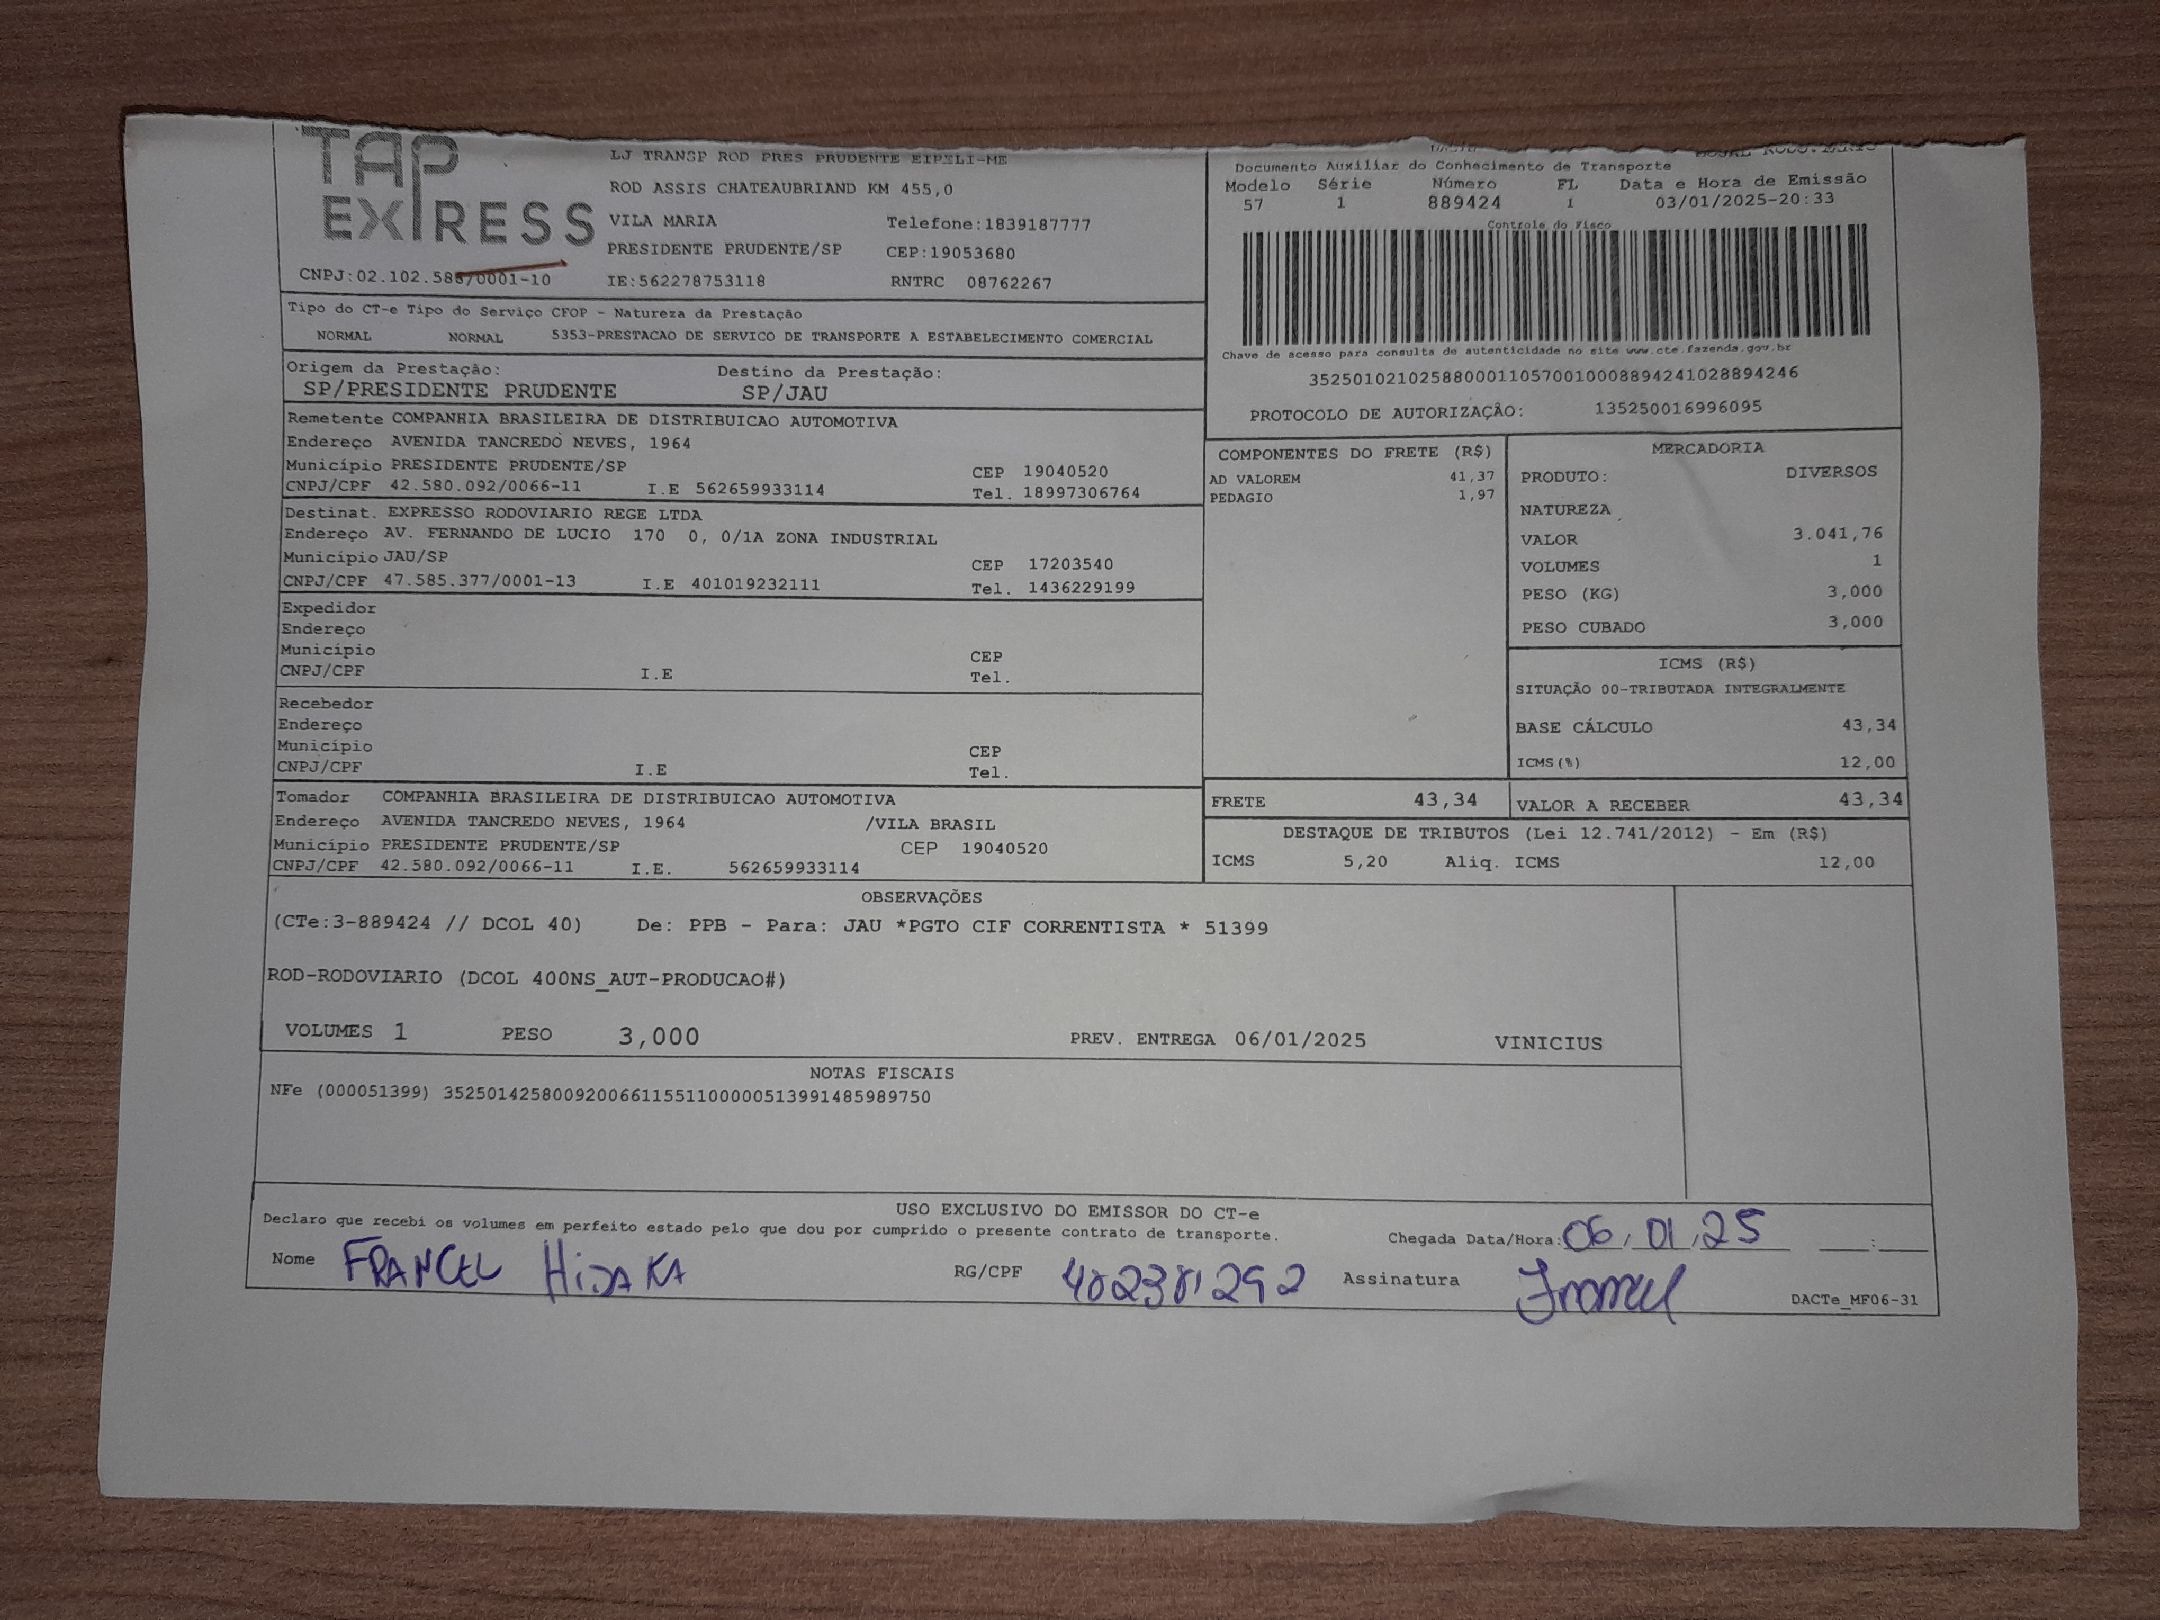 TAP
EXPRESS
CNPJ:02.102.588/0001-10
LJ TRANSP ROD PRES PRUDENTE EIRELI-ME
ROD ASSIS CHATEAUBRIAND KM 455,0
VILA MARIA Telefone:1839187777
PRESIDENTE PRUDENTE/SP CEP:19053680
IE:562278753118 RNTRC 08762267
Documento Auxiliar do Conhecimento de Transporte
Modelo Série Número FL Data e Hora de Emissão
57 1 889424 1 03/01/2025-20:33
Controle do Fisco
Chave de acesso para consulta de autenticidade no site www.cte.fazenda.gov.br
35250102102588000110570010008894241028894246
PROTOCOLO DE AUTORIZAÇÃO: 135250016996095
Tipo do CT-e Tipo do Serviço CFOP - Natureza da Prestação
NORMAL NORMAL 5353-PRESTACAO DE SERVICO DE TRANSPORTE A ESTABELECIMENTO COMERCIAL
Origem da Prestação: Destino da Prestação:
SP/PRESIDENTE PRUDENTE SP/JAU
Remetente COMPANHIA BRASILEIRA DE DISTRIBUICAO AUTOMOTIVA
Endereço AVENIDA TANCREDO NEVES, 1964
Município PRESIDENTE PRUDENTE/SP CEP 19040520
CNPJ/CPF 42.580.092/0066-11 I.E 562659933114 Tel. 18997306764
Destinat. EXPRESSO RODOVIARIO REGE LTDA
Endereço AV. FERNANDO DE LUCIO 170 0, 0/1A ZONA INDUSTRIAL
Município JAU/SP CEP 17203540
CNPJ/CPF 47.585.377/0001-13 I.E 401019232111 Tel. 1436229199
Expedidor
Endereço
Município CEP
CNPJ/CPF I.E Tel.
Recebedor
Endereço
Município CEP
CNPJ/CPF I.E Tel.
Tomador COMPANHIA BRASILEIRA DE DISTRIBUICAO AUTOMOTIVA
Endereço AVENIDA TANCREDO NEVES, 1964 /VILA BRASIL
Município PRESIDENTE PRUDENTE/SP CEP 19040520
CNPJ/CPF 42.580.092/0066-11 I.E. 562659933114
COMPONENTES DO FRETE (R$)
AD VALOREM 41,37
PEDAGIO 1,97
MERCADORIA
PRODUTO: DIVERSOS
NATUREZA
VALOR 3.041,76
VOLUMES 1
PESO (KG) 3,000
PESO CUBADO 3,000
ICMS (R$)
SITUAÇÃO 00-TRIBUTADA INTEGRALMENTE
BASE CÁLCULO 43,34
ICMS(%) 12,00
FRETE 43,34 VALOR A RECEBER 43,34
DESTAQUE DE TRIBUTOS (Lei 12.741/2012) - Em (R$)
ICMS 5,20 Aliq. ICMS 12,00
OBSERVAÇÕES
(CTe:3-889424 // DCOL 40) De: PPB - Para: JAU *PGTO CIF CORRENTISTA * 51399
ROD-RODOVIARIO (DCOL 400NS_AUT-PRODUCAO#)
VOLUMES 1 PESO 3,000 PREV. ENTREGA 06/01/2025 VINICIUS
NOTAS FISCAIS
NFe (000051399) 35250142580092006611551100000513991485989750
USO EXCLUSIVO DO EMISSOR DO CT-e
Declaro que recebi os volumes em perfeito estado pelo que dou por cumprido o presente contrato de transporte.
Chegada Data/Hora: 06,01,25 ___:___
Nome FRANCEL HIDAKA RG/CPF 402381292 Assinatura Francel
DACTe_MF06-31